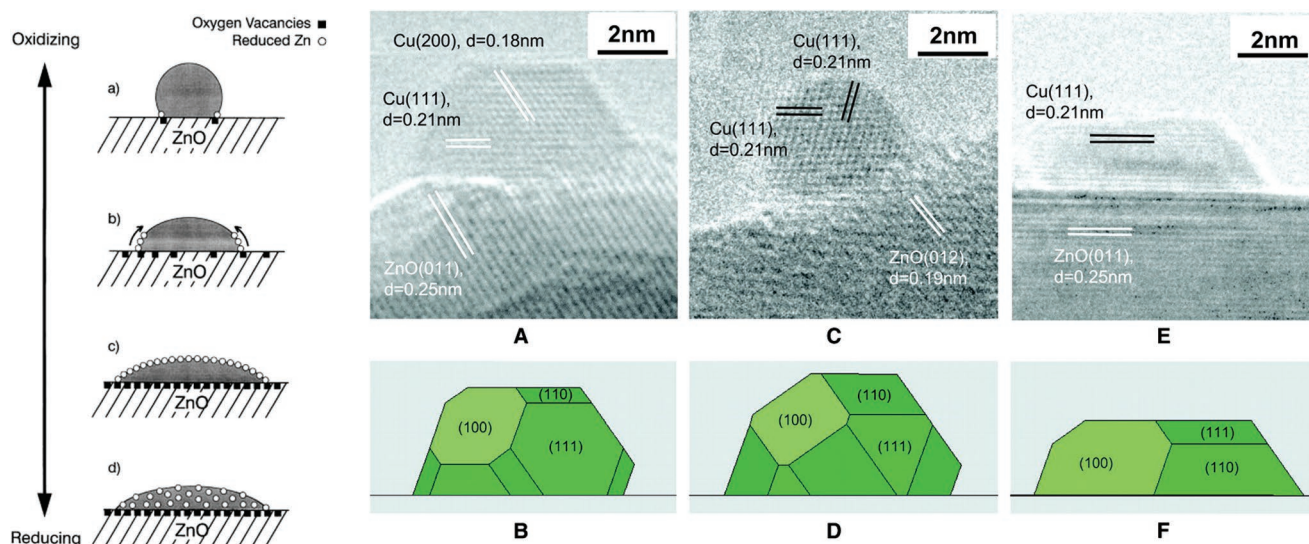 Oxygen Vacancies
Reduced Zn
Oxidizing
a)
ZnO
b)
ZnO
c)
ZnO
d)
ZnO
Reducing
2nm
Cu(200), d=0.18nm
Cu(111),
d=0.21nm
ZnO(011),
d=0.25nm
A
2nm
Cu(111),
d=0.21nm
Cu(111),
d=0.21nm
ZnO(012),
d=0.19nm
C
2nm
Cu(111),
d=0.21nm
ZnO(011),
d=0.25nm
E
(110)
(100)
(111)
B
(110)
(100)
(111)
D
(111)
(100)
(110)
F